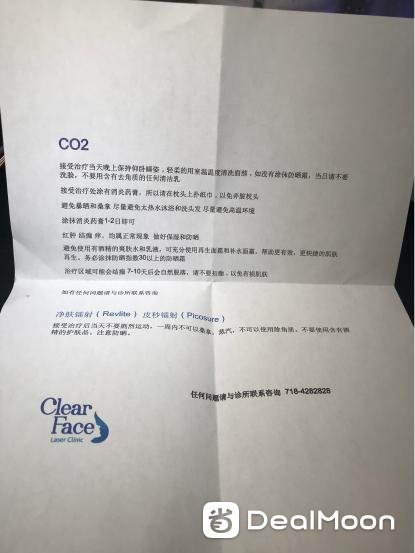 CO2
接受治疗当天晚上保持仰卧睡姿，轻柔的用室温温度清洗面部，如没有涂抹防晒霜，当日请不要
洗脸，不要用含有去角质的任何清洁乳
接受治疗处涂有消炎药膏，所以请在枕头上扑纸巾，以免弄脏枕头
避免暴晒和桑拿 尽量避免太热水沐浴和洗头发 尽量避免高温环境
涂抹消炎药膏1-2日即可
红肿 结痂 痒，均属正常现象 做好保湿和防晒
避免使用有酒精的爽肤水和乳液，可充分使用再生面霜和补水面膜，帮助更有效，更快捷的肌肤
再生。务必涂抹防晒指数30以上的防晒霜
治疗区域可能会结痂 7-10天后会自然脱落，请不要扣痂，以免有损肌肤
如有任何问题请与诊所联系咨询
净肤镭射（Revlite）皮秒镭射（Picosure）
接受治疗后当天不要剧烈运动，一周内不可以桑拿，蒸汽，不可以使用除角质，不要使用含有酒
精的护肤品，注意防晒。
任何问题请与诊所联系咨询 718-4282828
Clear
Face
Laser Clinic
省 DealMoon